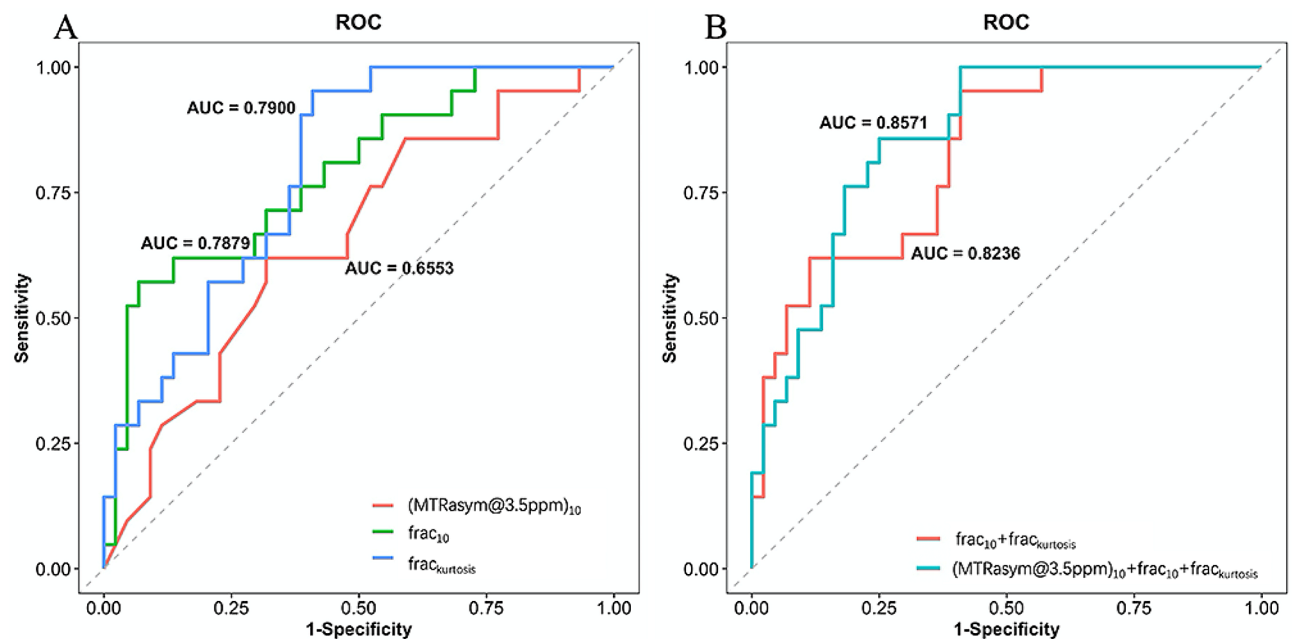 A
ROC
1.00
0.75
0.50
0.25
0.00
Sensitivity
AUC = 0.7900
AUC = 0.7879
AUC = 0.6553
(MTRasym@3.5ppm)10
frac10
frackurtosis
0.00
0.25
0.50
0.75
1.00
1-Specificity
B
ROC
1.00
0.75
0.50
0.25
0.00
Sensitivity
AUC = 0.8571
AUC = 0.8236
frac10+frackurtosis
(MTRasym@3.5ppm)10+frac10+frackurtosis
0.00
0.25
0.50
0.75
1.00
1-Specificity